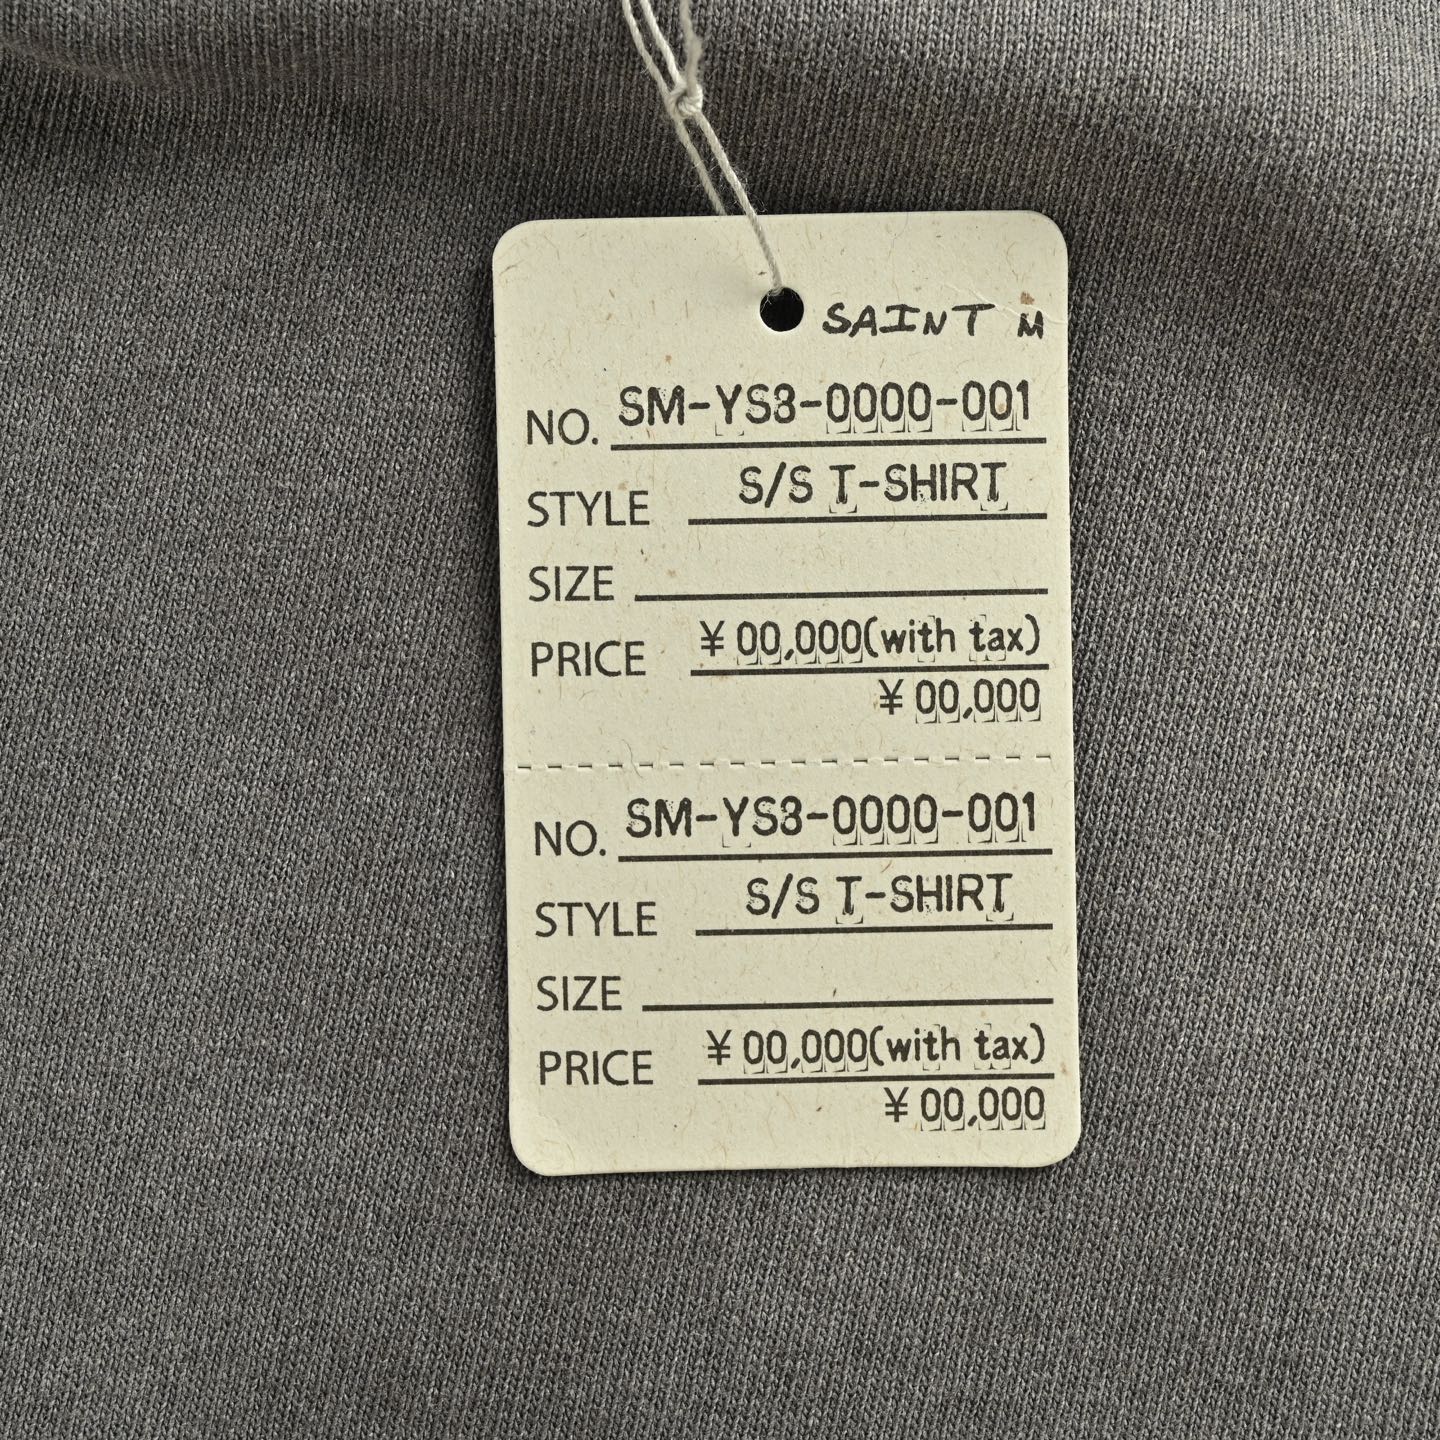 SAINT M
NO. SM-YS8-0000-001
STYLE S/S T-SHIRT
SIZE
PRICE ¥ 00,000(with tax)
¥ 00,000
NO. SM-YS8-0000-001
STYLE S/S T-SHIRT
SIZE
PRICE ¥ 00,000(with tax)
¥ 00,000